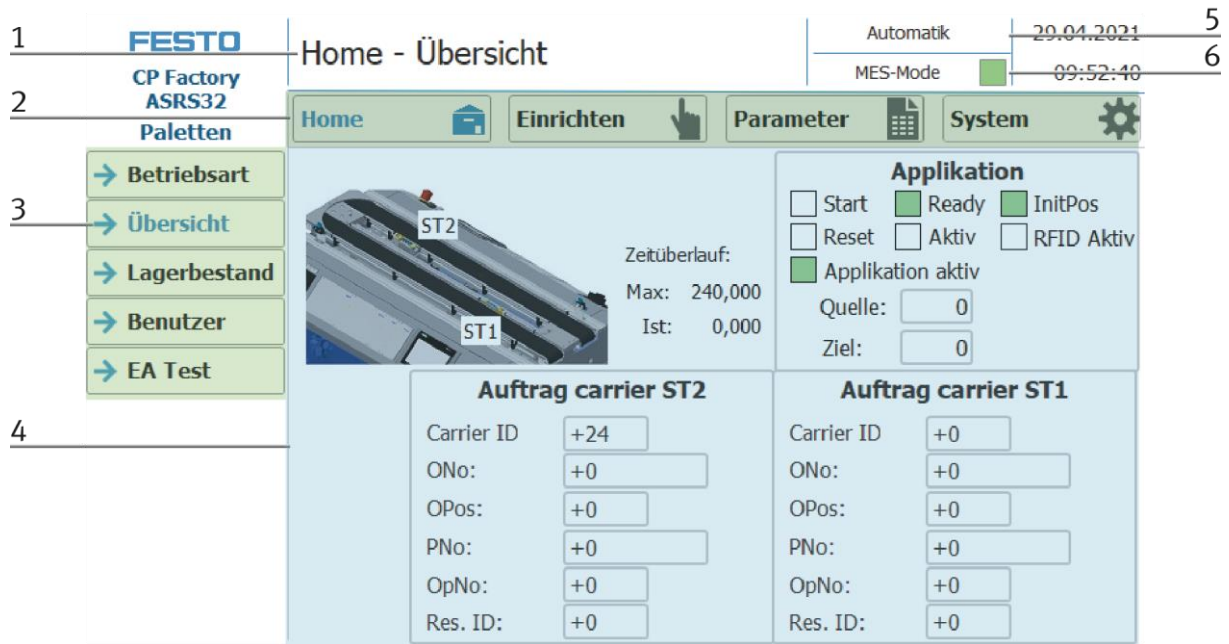 1
2
3
4
5
6
FESTO
CP Factory
ASRS32
Paletten
Home - Übersicht
Automatik
29.04.2021
MES-Mode
09:52:40
Home
Einrichten
Parameter
System
Betriebsart
Übersicht
Lagerbestand
Benutzer
EA Test
ST2
ST1
Zeitüberlauf:
Max: 240,000
Ist: 0,000
Applikation
Start Ready InitPos
Reset Aktiv RFID Aktiv
Applikation aktiv
Quelle: 0
Ziel: 0
Auftrag carrier ST2
Carrier ID +24
ONo: +0
OPos: +0
PNo: +0
OpNo: +0
Res. ID: +0
Auftrag carrier ST1
Carrier ID +0
ONo: +0
OPos: +0
PNo: +0
OpNo: +0
Res. ID: +0